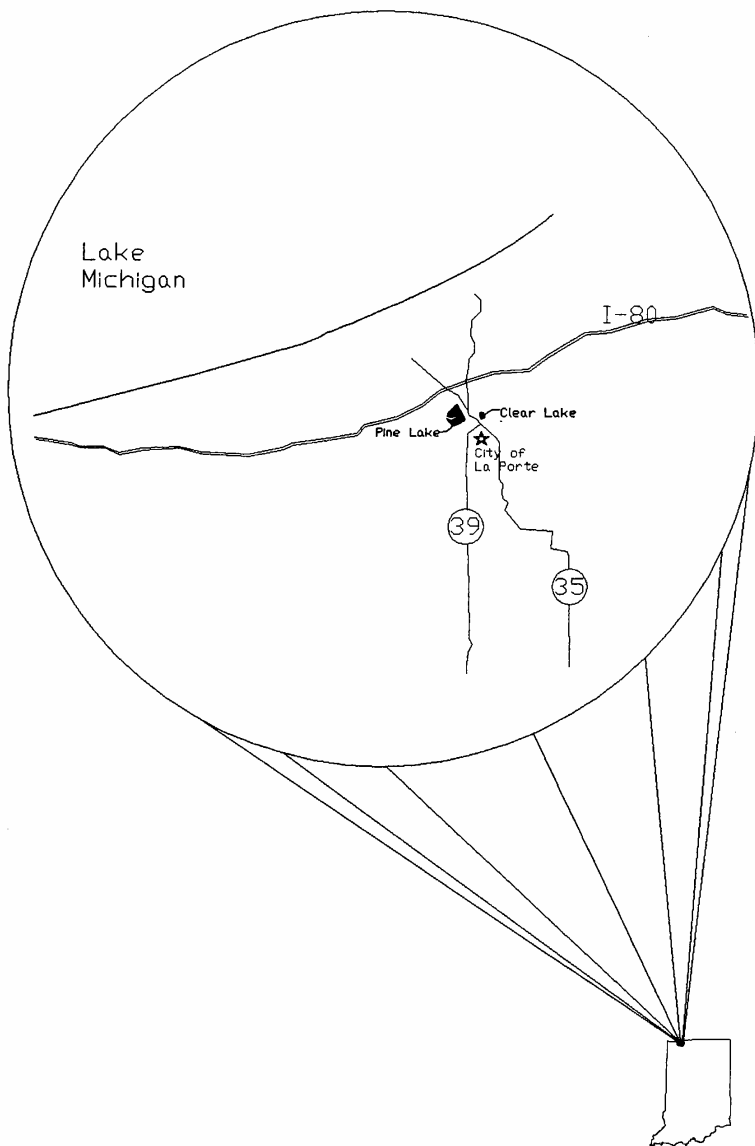 Lake
Michigan
I-80
Clear Lake
Pine Lake
City of
La Porte
39
35